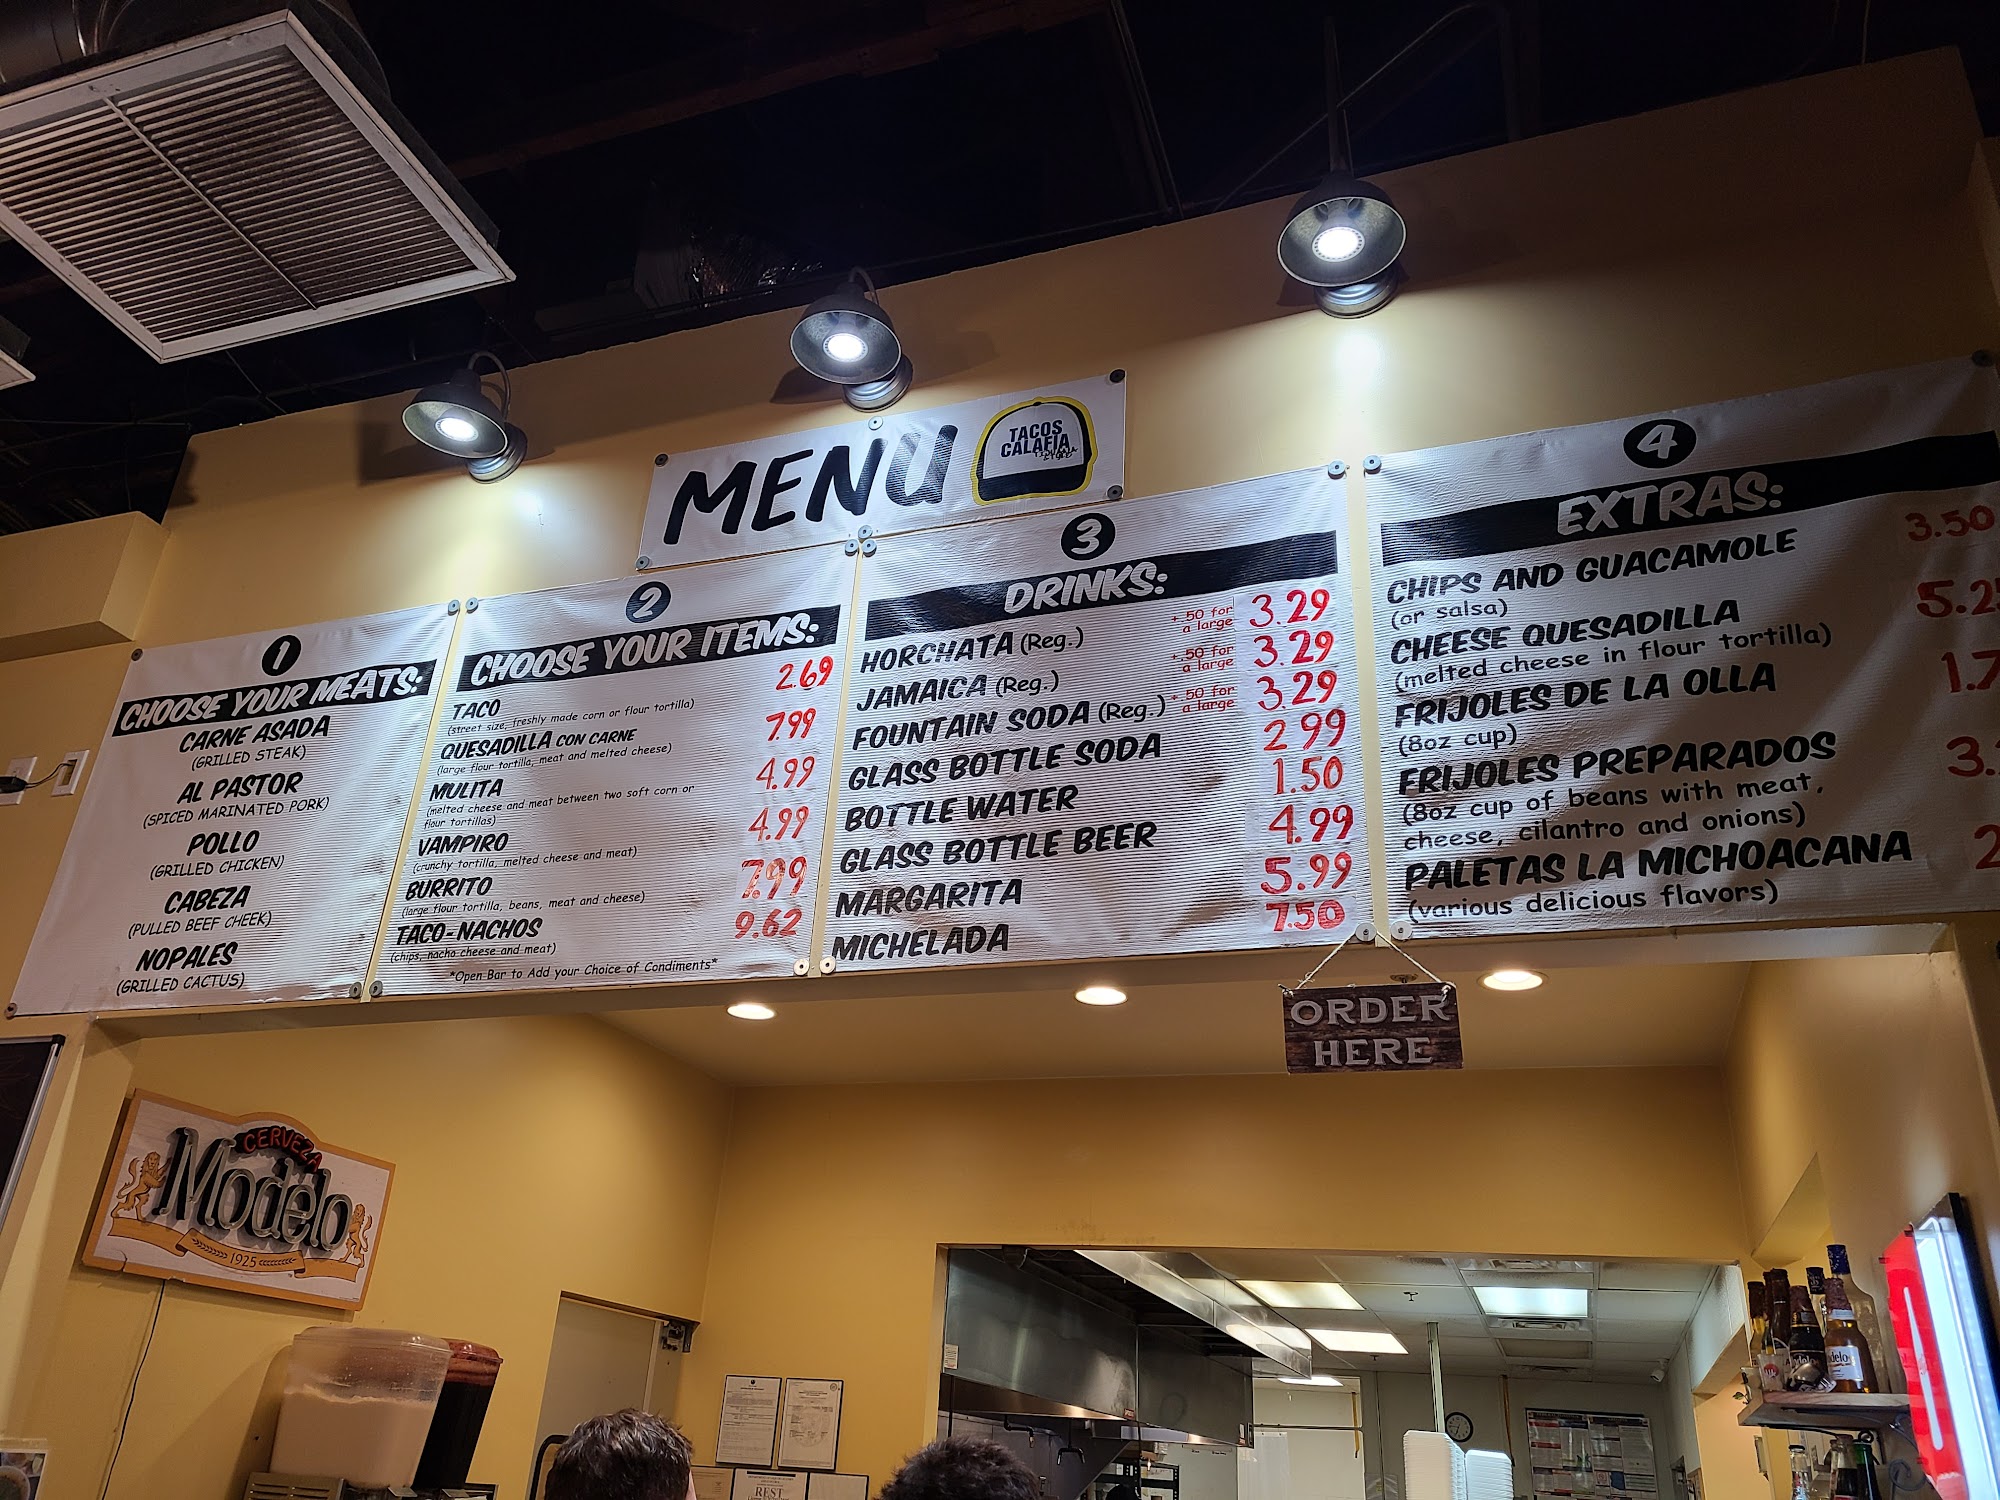 MENU
TACOS
CALAFIA
1
CHOOSE YOUR MEATS:
CARNE ASADA
(GRILLED STEAK)
AL PASTOR
(SPICED MARINATED PORK)
POLLO
(GRILLED CHICKEN)
CABEZA
(PULLED BEEF CHEEK)
NOPALES
(GRILLED CACTUS)
2
CHOOSE YOUR ITEMS:
TACO 2.69
(street size, freshly made corn or flour tortilla)
QUESADILLA CON CARNE 7.99
(large flour tortilla, meat and melted cheese)
MULITA 4.99
(melted cheese and meat between two soft corn or
flour tortillas)
VAMPIRO 4.99
(crunchy tortilla, melted cheese and meat)
BURRITO 7.99
(large flour tortilla, beans, meat and cheese)
TACO-NACHOS 9.62
(chips, nacho cheese and meat)
*Open Bar to Add your Choice of Condiments*
3
DRINKS:
HORCHATA (Reg.) + 50 for a large 3.29
JAMAICA (Reg.) + 50 for a large 3.29
FOUNTAIN SODA (Reg.) + 50 for a large 3.29
GLASS BOTTLE SODA 2.99
BOTTLE WATER 1.50
GLASS BOTTLE BEER 4.99
MARGARITA 5.99
MICHELADA 7.50
4
EXTRAS:
CHIPS AND GUACAMOLE 3.50
(or salsa)
CHEESE QUESADILLA 5.2
(melted cheese in flour tortilla)
FRIJOLES DE LA OLLA 1.7
(8oz cup)
FRIJOLES PREPARADOS 3.
(8oz cup of beans with meat,
cheese, cilantro and onions)
PALETAS LA MICHOACANA 2
(various delicious flavors)
ORDER
HERE
CERVEZA
Modelo
1925
REST